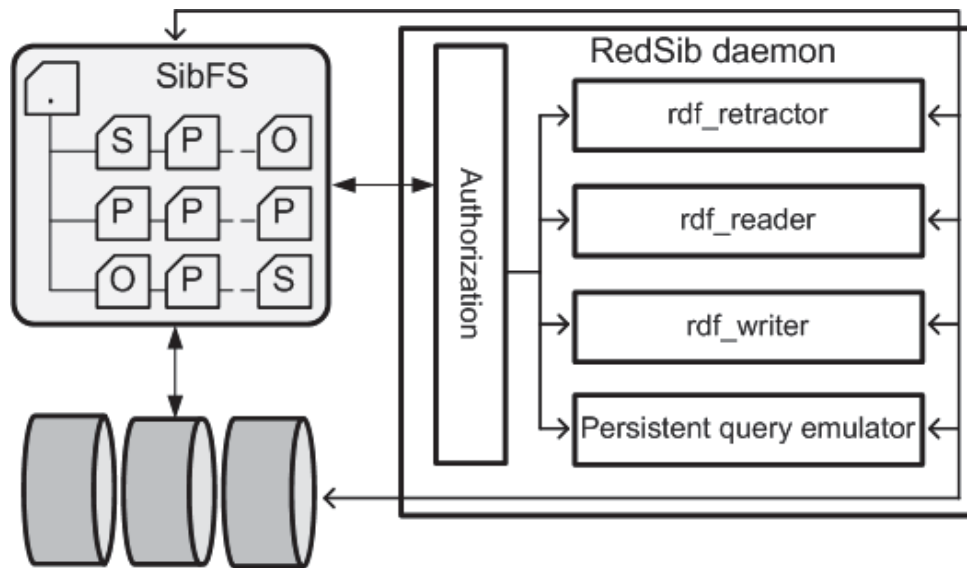 SibFS
.
S P O
P P P
O P S
RedSib daemon
Authorization
rdf_retractor
rdf_reader
rdf_writer
Persistent query emulator